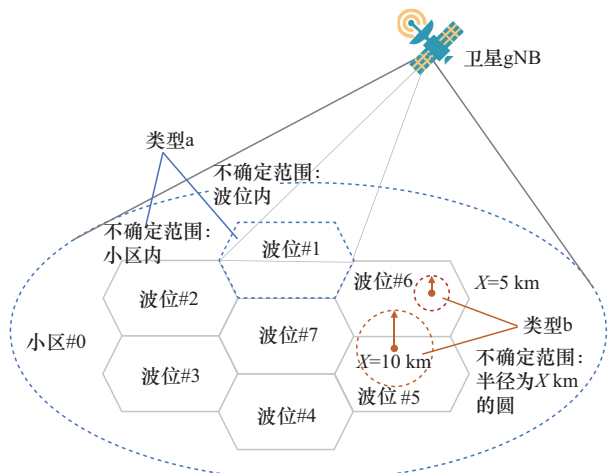 卫星gNB
类型a
不确定范围：
波位内
不确定范围：
小区内
波位#1
波位#6
X=5 km
波位#2
类型b
小区#0
波位#7
X=10 km
不确定范围：
半径为X km
的圆
波位#3
波位#5
波位#4